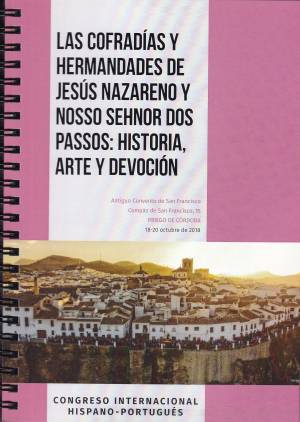 LAS COFRADÍAS Y
HERMANDADES DE
JESÚS NAZARENO Y
NOSSO SEHNOR DOS
PASSOS: HISTORIA,
ARTE Y DEVOCIÓN
Antiguo Convento de San Francisco
Compás de San Francisco, 15
PRIEGO DE CÓRDOBA
18-20 octubre de 2018
CONGRESO INTERNACIONAL
HISPANO-PORTUGUÉS